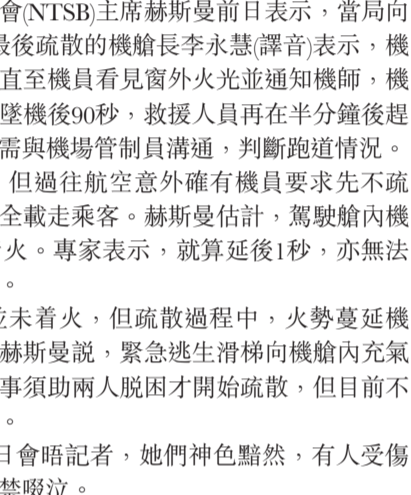 會(NTSB)主席赫斯曼前日表示，當局向
最後疏散的機艙長李永慧(譯音)表示，機
直至機員看見窗外火光並通知機師，機
墜機後90秒，救援人員再在半分鐘後趕
需與機場管制員溝通，判斷跑道情況。
，但過往航空意外確有機員要求先不疏
全載走乘客。赫斯曼估計，駕駛艙內機
火。專家表示，就算延後1秒，亦無法
。
並未着火，但疏散過程中，火勢蔓延機
赫斯曼說，緊急逃生滑梯向機艙內充氣
事須助兩人脫困才開始疏散，但目前不
。
日會晤記者，她們神色黯然，有人受傷
禁啜泣。